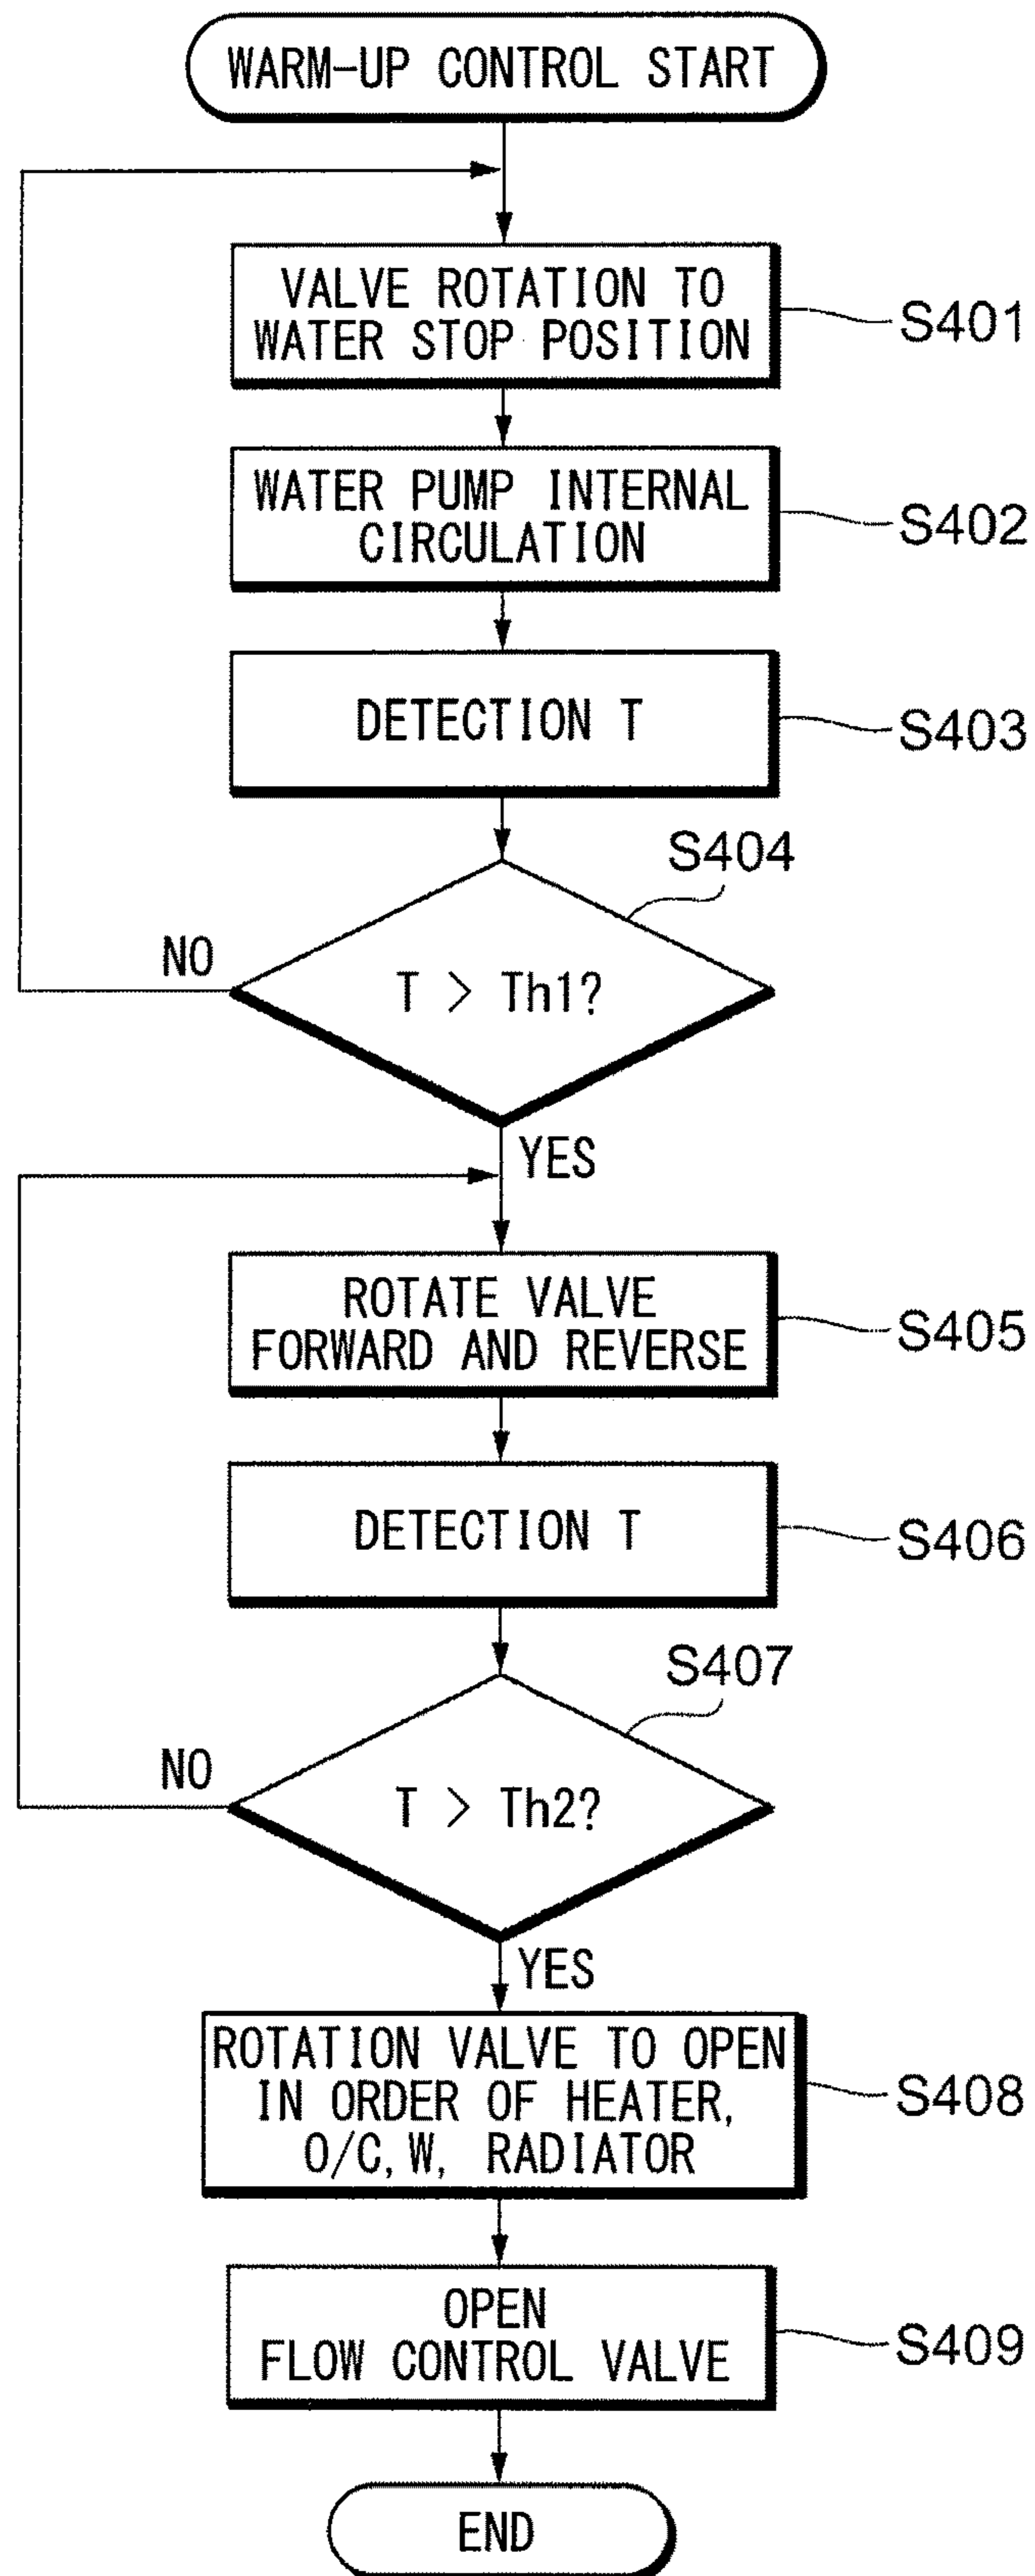 WARM-UP CONTROL START
VALVE ROTATION TO
WATER STOP POSITION
S401
WATER PUMP INTERNAL
CIRCULATION
S402
DETECTION T
S403
S404
T > Th1?
NO
YES
ROTATE VALVE
FORWARD AND REVERSE
S405
DETECTION T
S406
S407
T > Th2?
NO
YES
ROTATION VALVE TO OPEN
IN ORDER OF HEATER,
O/C, W, RADIATOR
S408
OPEN
FLOW CONTROL VALVE
S409
END